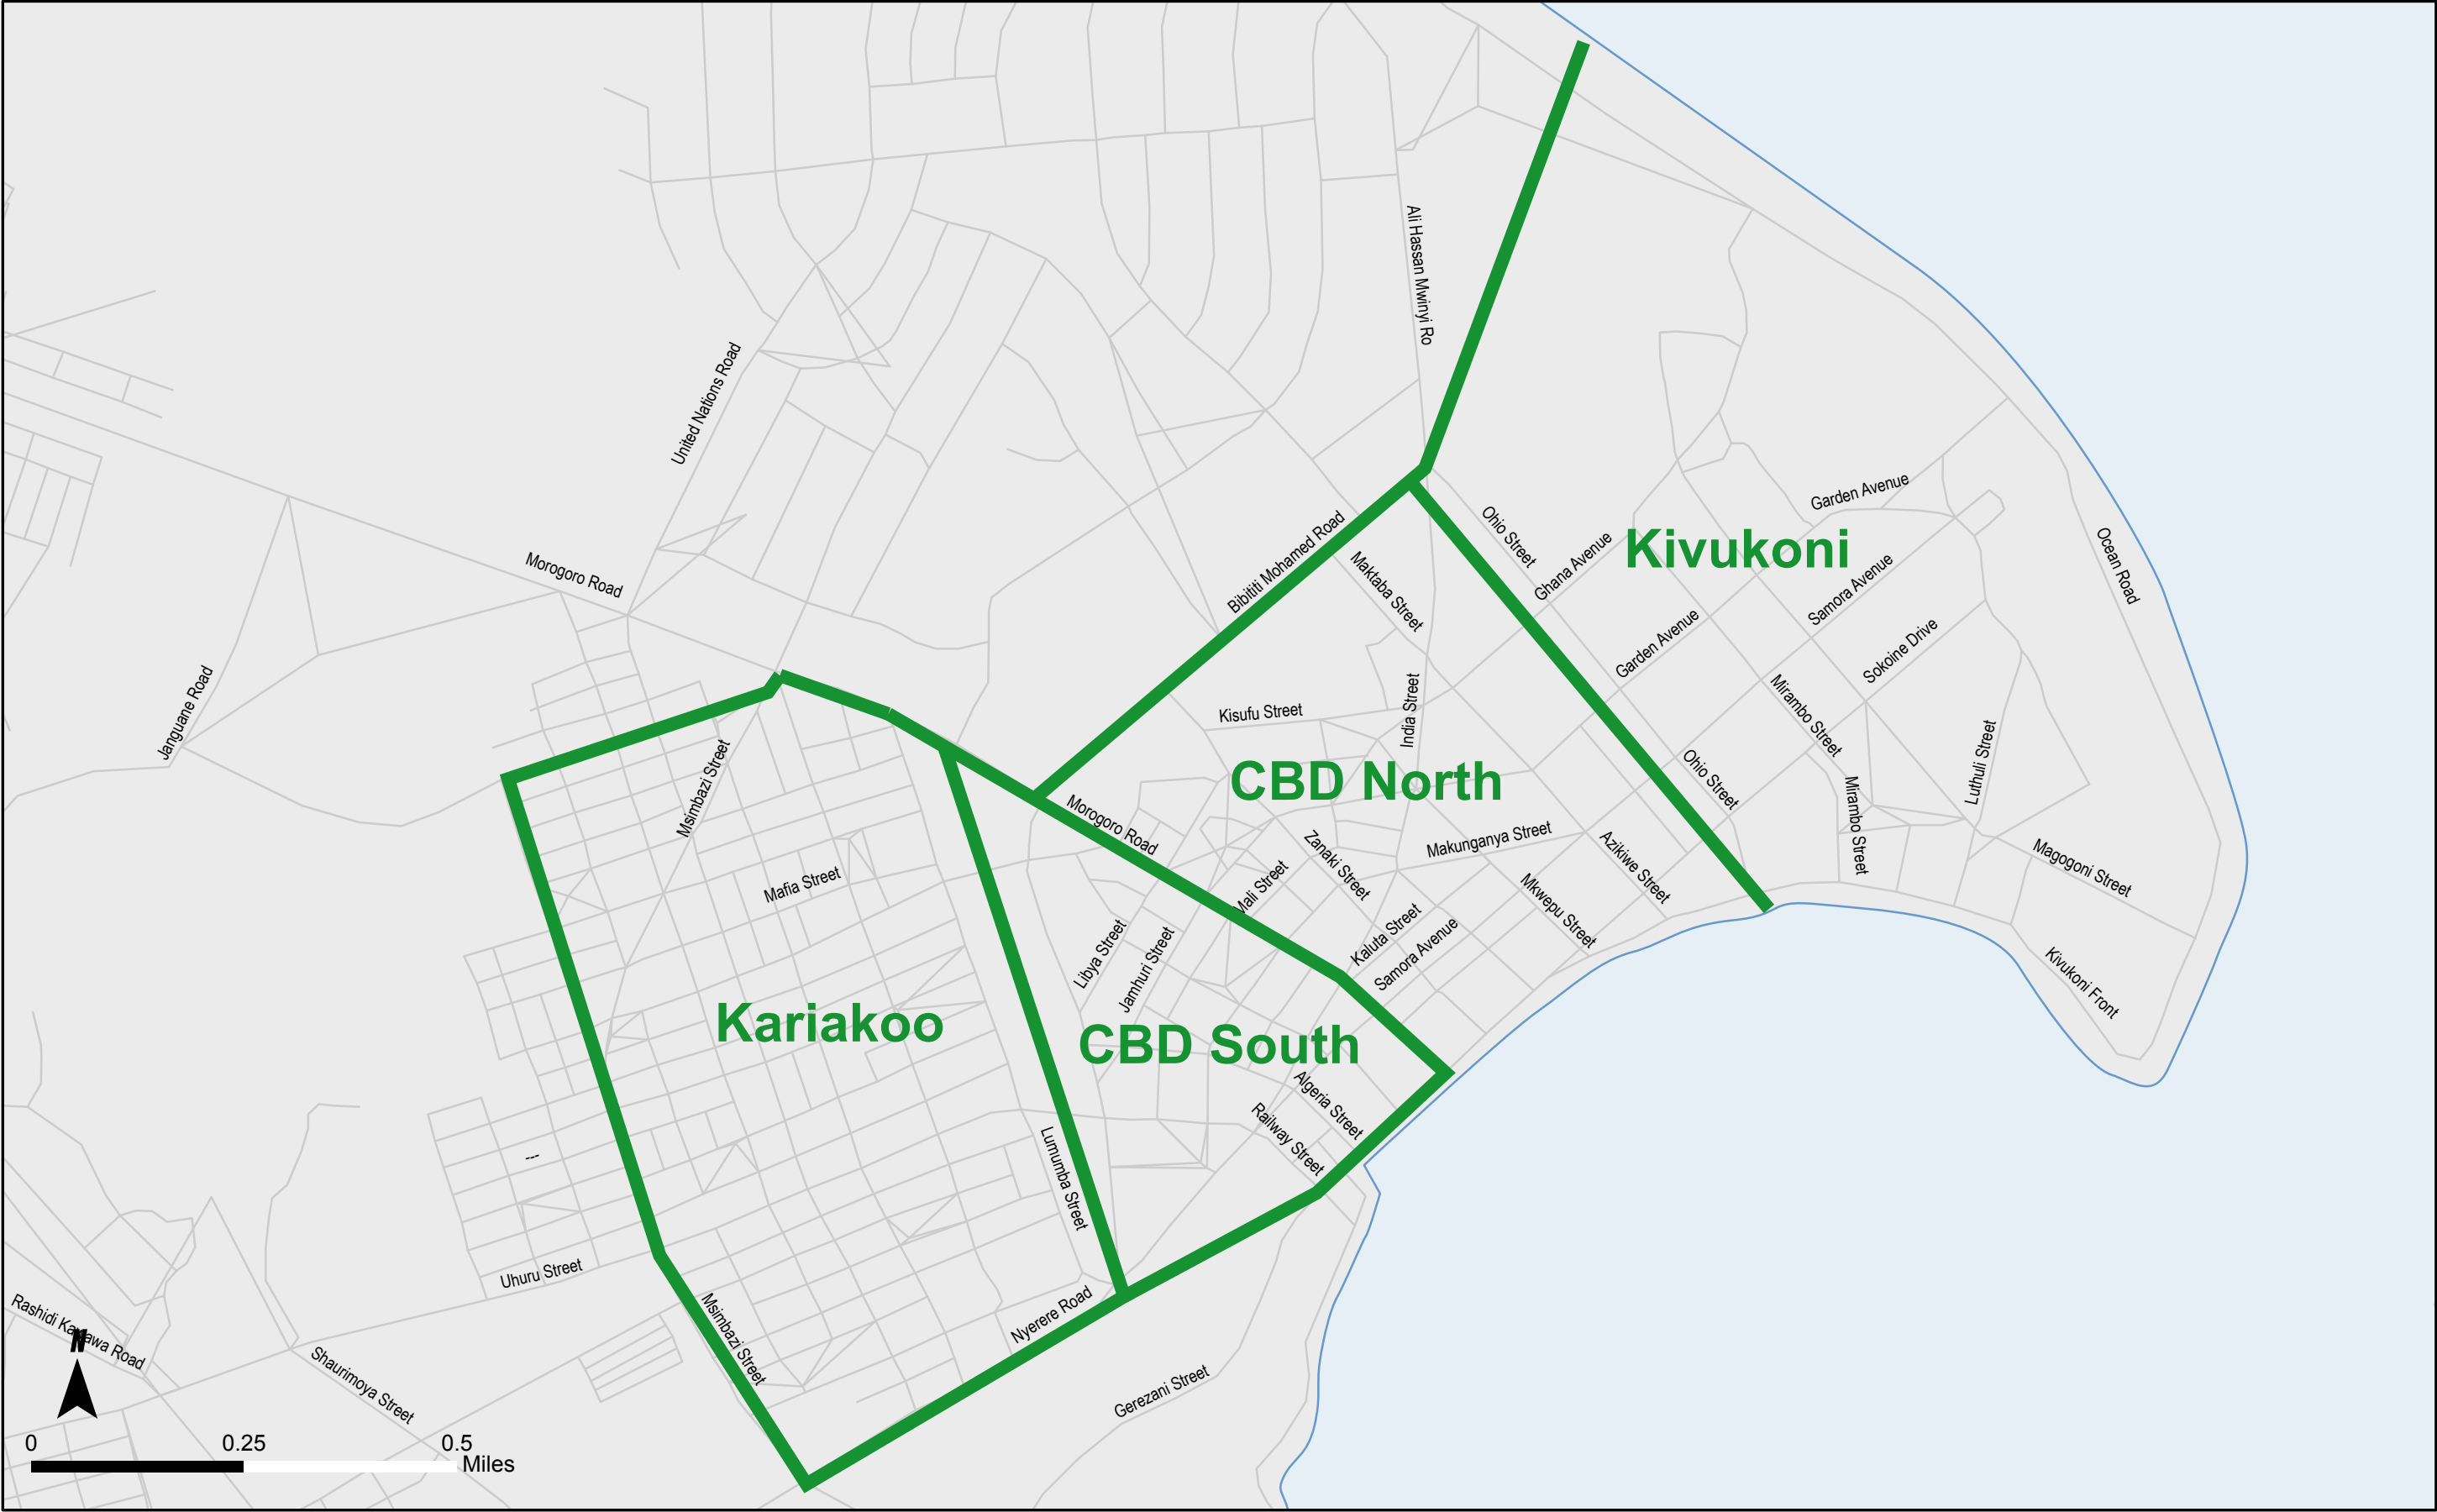 Ali Hassan Mwinyi Ro
United Nations Road
Morogoro Road
Janguane Road
Bibititi Mohamed Road
Maktaba Street
Ohio Street
Ghana Avenue
Kivukoni
Garden Avenue
Samora Avenue
Garden Avenue
Sokoine Drive
Ocean Road
Mirambo Street
Luthuli Street
Kisufu Street
India Street
CBD North
Ohio Street
Mirambo Street
Msimbazi Street
Morogoro Road
Mafia Street
Zanaki Street
Makunganya Street
Azikiwe Street
Magogoni Street
Mali Street
Mkwepu Street
Kaluta Street
Samora Avenue
Libya Street
Jamhuri Street
Kivukoni Front
Kariakoo
CBD South
Algeria Street
Railway Street
---
Lumumba Street
Uhuru Street
Msimbazi Street
Nyerere Road
Gerezani Street
Shaurimoya Street
Rashidi Kawawa Road
N
0 0.25 0.5
Miles